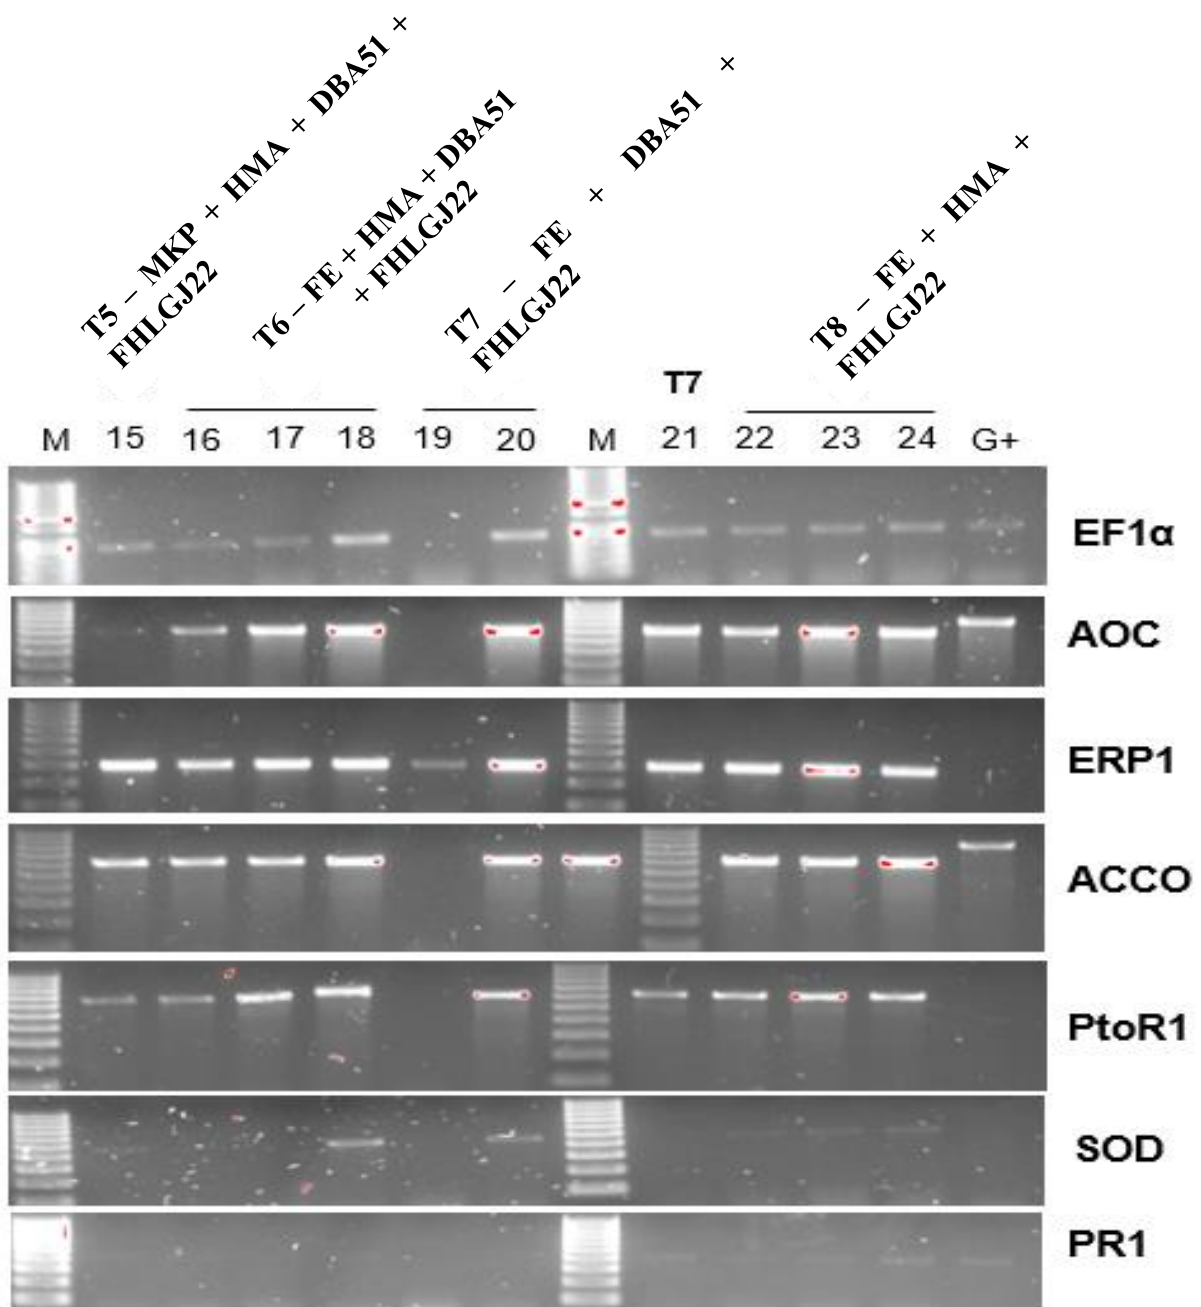 T5 – MKP + HMA + DBA51 +
FHLGJ22
T6 – FE + HMA + DBA51
+ FHLGJ22
T7 – FE + DBA51 +
FHLGJ22
T8 – FE + HMA +
FHLGJ22
T7
M 15 16 17 18 19 20 M 21 22 23 24 G+
EF1α
AOC
ERP1
ACCO
PtoR1
SOD
PR1